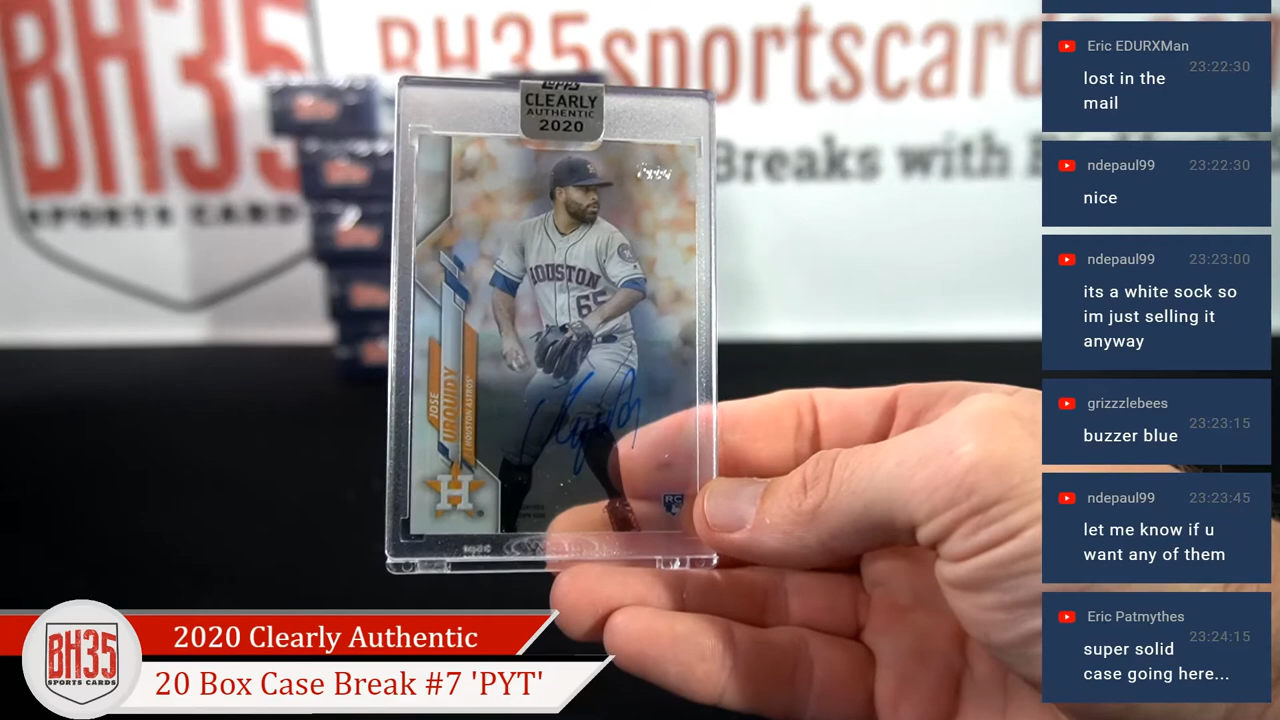 BH35
SPORTS CARDS
BH35sportscards
Breaks with
Topps
CLEARLY
AUTHENTIC
2020
Topps
HOUSTON
65
JOSE
URQUIDY
HOUSTON ASTROS
H
RC
2020 Clearly Authentic
20 Box Case Break #7 'PYT'
BH35
SPORTS CARDS
Eric EDURXMan
23:22:30
lost in the
mail
ndepaul99 23:22:30
nice
ndepaul99 23:23:00
its a white sock so
im just selling it
anyway
grizzzlebees 23:23:15
buzzer blue
ndepaul99 23:23:45
let me know if u
want any of them
Eric Patmythes
23:24:15
super solid
case going here...